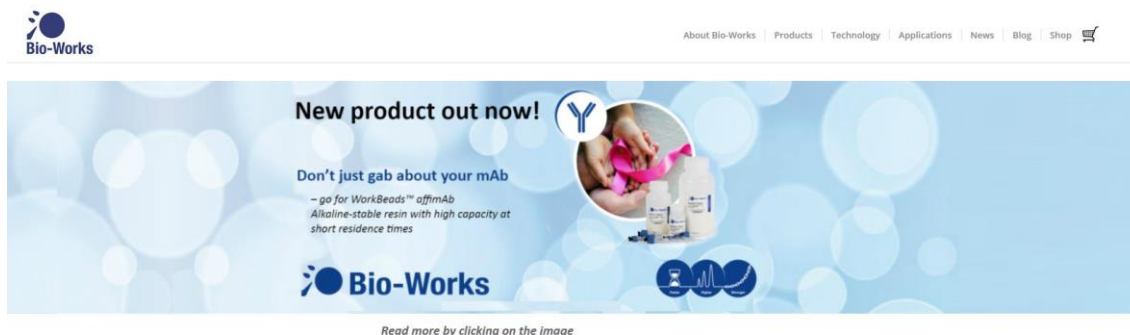 Bio-Works
About Bio-Works Products Technology Applications News Blog Shop
New product out now!
Don't just gab about your mAb
– go for WorkBeads™ affimAb
Alkaline-stable resin with high capacity at
short residence times
Bio-Works
Read more by clicking on the image